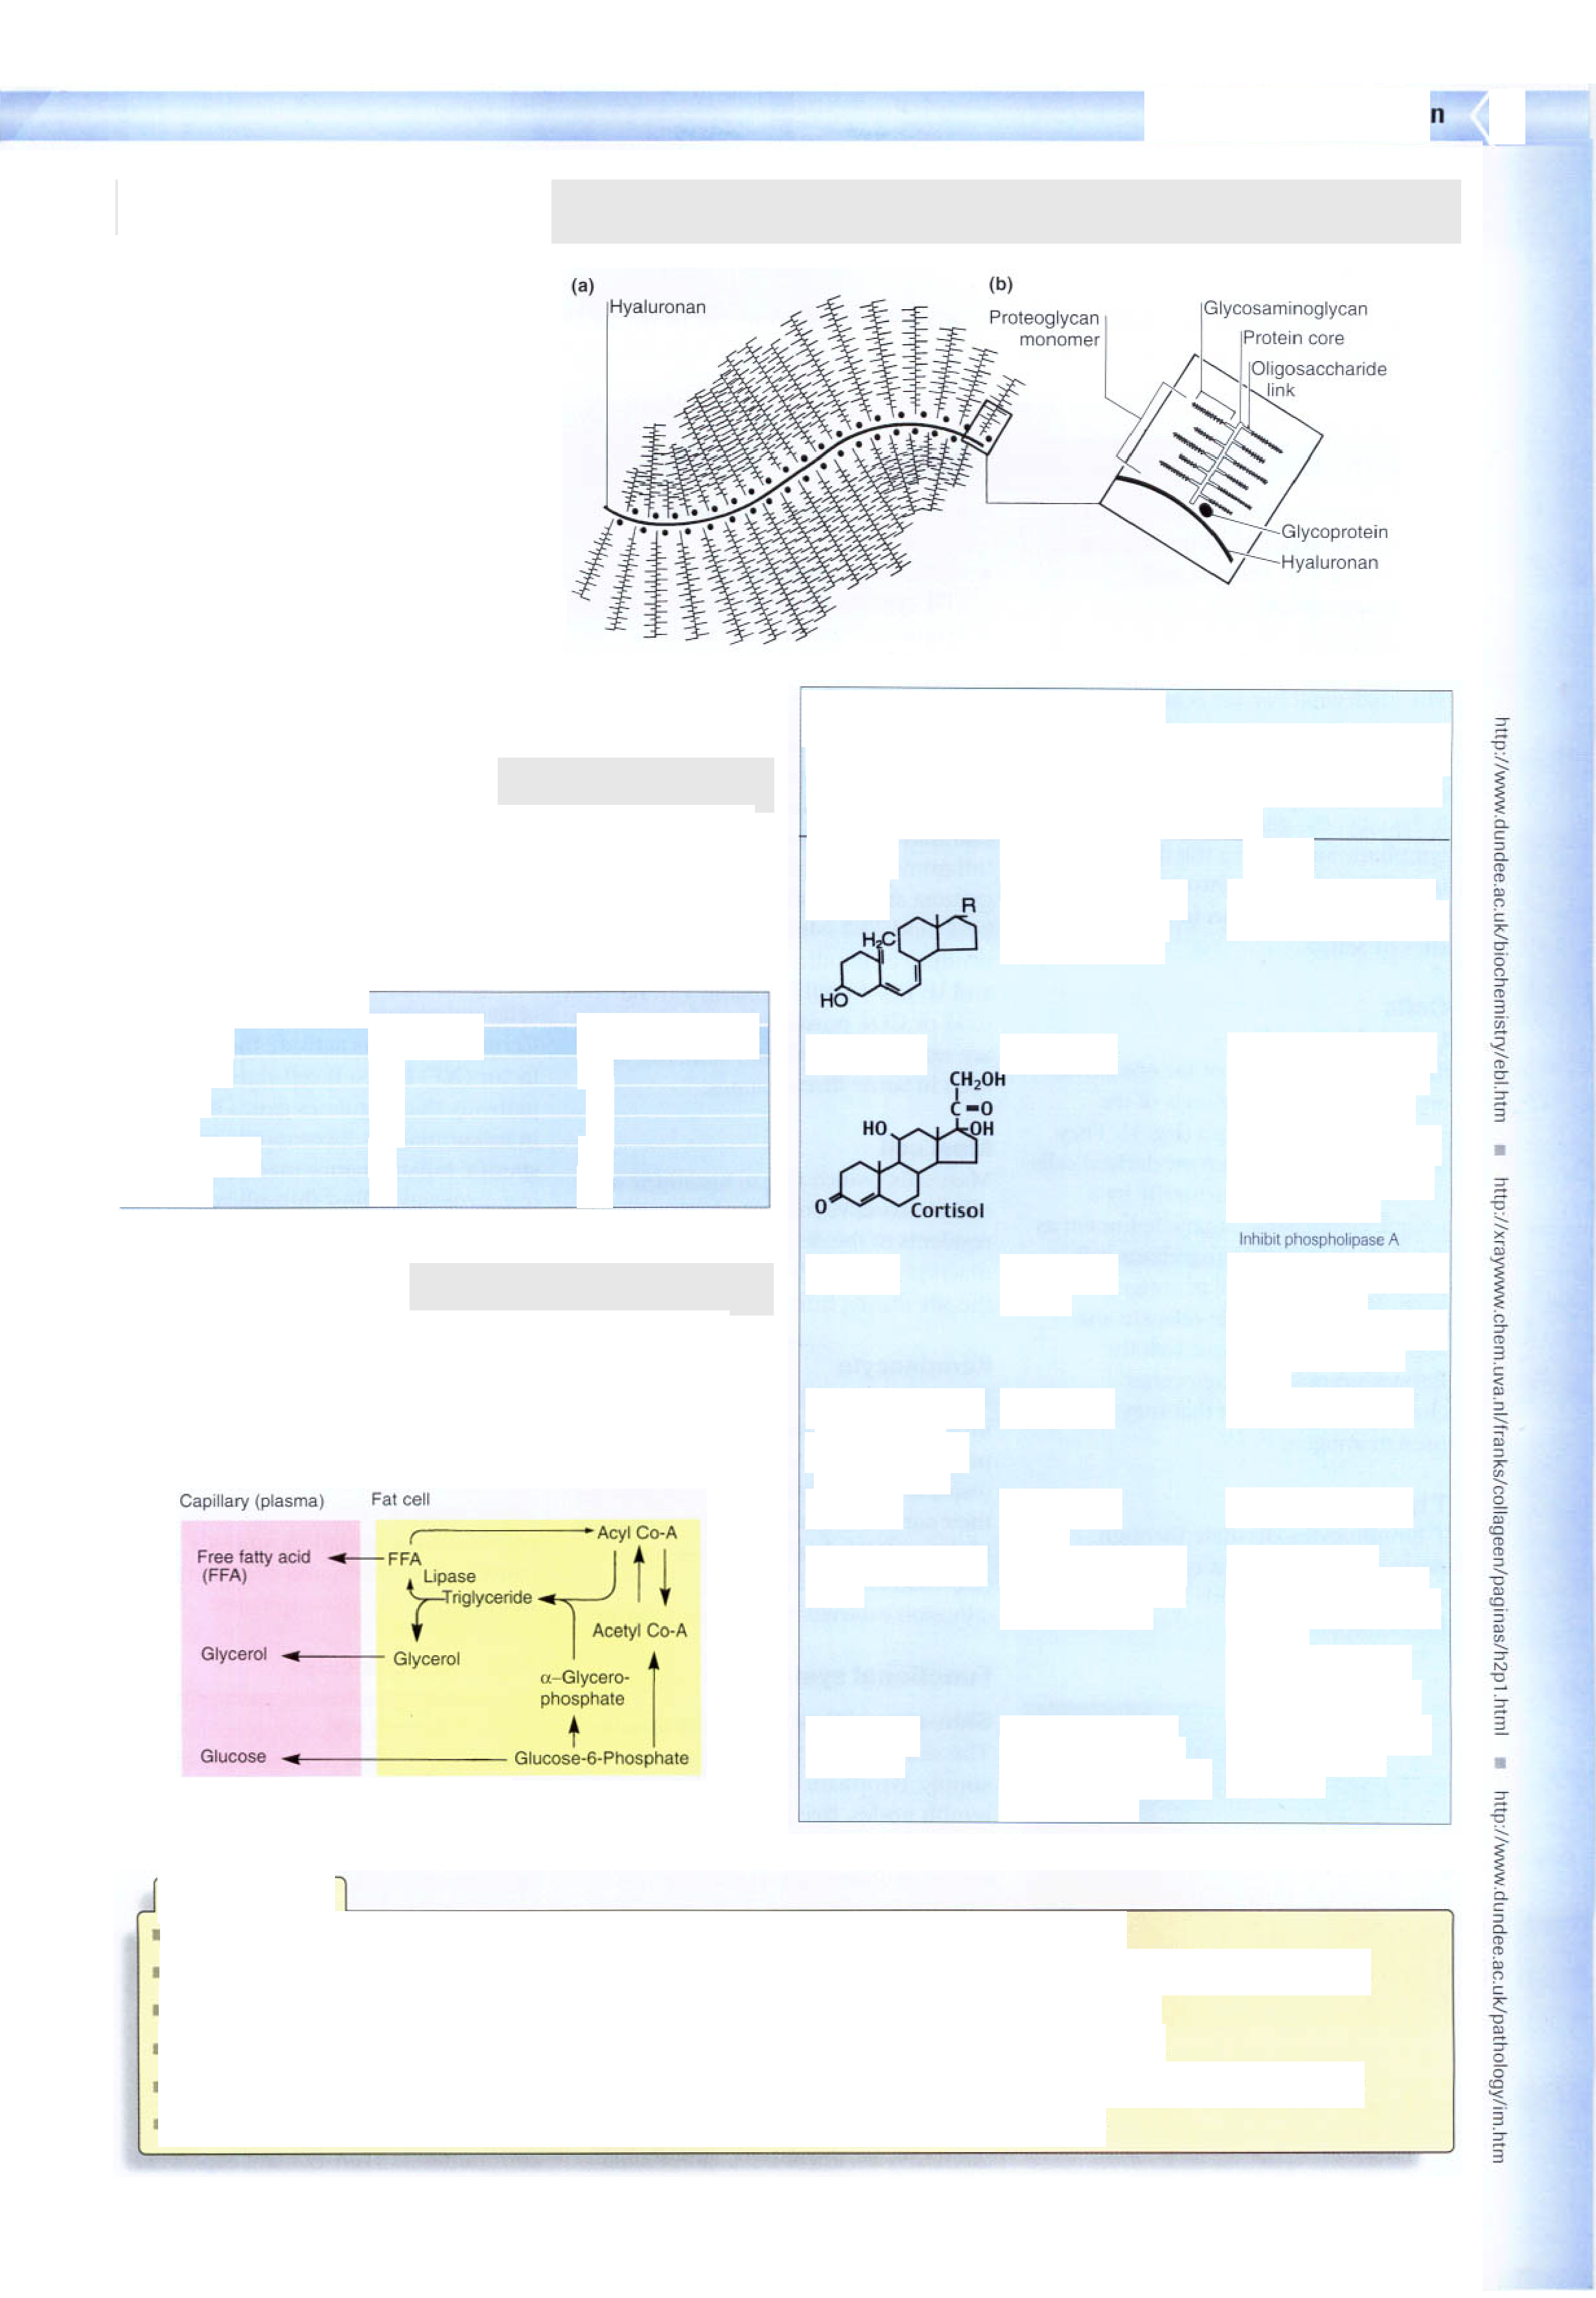 n
(a)
Hyaluronan
(b)
Proteoglycan
monomer
Glycosaminoglycan
Protein core
Oligosaccharide
link
Glycoprotein
Hyaluronan
R
H₂C
HO
CH₂OH
C=O
HO
OH
O
Cortisol
Inhibit phospholipase A
Capillary (plasma)
Fat cell
Free fatty acid
(FFA)
FFA
Acyl Co-A
Lipase
Triglyceride
Acetyl Co-A
Glycerol
Glycerol
α–Glycero-
phosphate
Glucose
Glucose-6-Phosphate
http://www.dundee.ac.uk/biochemistry/ebl.htm ■ http://xraywww.chem.uva.nl/franks/collageen/paginas/h2p1.html ■ http://www.dundee.ac.uk/pathology/im.htm